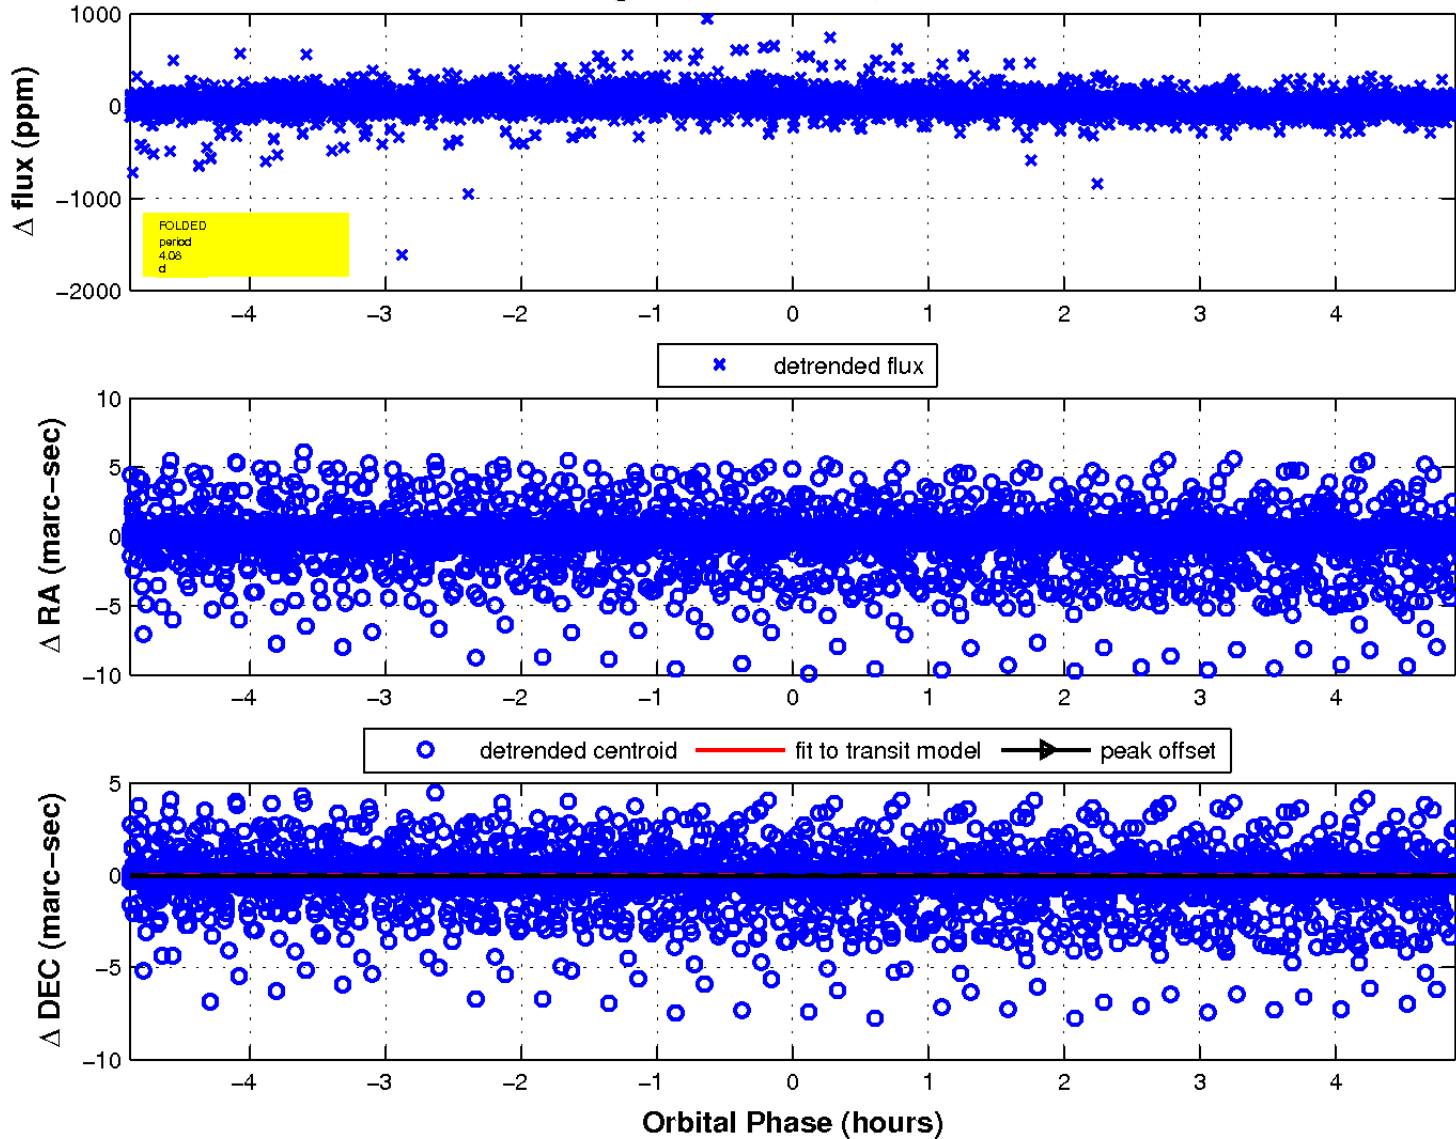 1000
0
−1000
−2000
Δ flux (ppm)
FOLDED
period
4.08
d
−4 −3 −2 −1 0 1 2 3 4
detrended flux
10
5
0
−5
−10
Δ RA (marc−sec)
−4 −3 −2 −1 0 1 2 3 4
detrended centroid fit to transit model peak offset
5
0
−5
−10
Δ DEC (marc−sec)
−4 −3 −2 −1 0 1 2 3 4
Orbital Phase (hours)